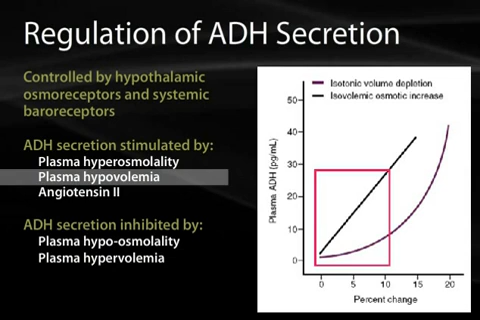 Regulation of ADH Secretion
Controlled by hypothalamic
osmoreceptors and systemic
baroreceptors
ADH secretion stimulated by:
Plasma hyperosmolality
Plasma hypovolemia
Angiotensin II
ADH secretion inhibited by:
Plasma hypo-osmolality
Plasma hypervolemia
Isotonic volume depletion
Isovolemic osmotic increase
Plasma ADH (pg/mL)
50
40
30
20
10
0
0 5 10 15 20
Percent change